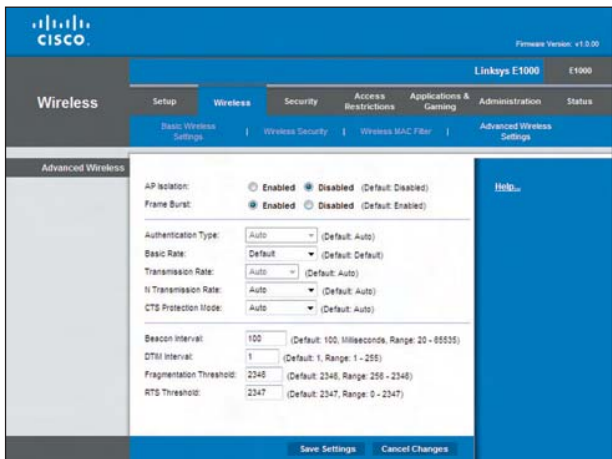 CISCO
Firmware Version: v1.0.00
Linksys E1000 E1000
Wireless
Setup Wireless Security Access Restrictions Applications & Gaming Administration Status
Basic Wireless Settings | Wireless Security | Wireless MAC Filter | Advanced Wireless Settings
Advanced Wireless
AP Isolation: Enabled Disabled (Default: Disabled)
Help...
Frame Burst: Enabled Disabled (Default: Enabled)
Authentication Type: Auto (Default: Auto)
Basic Rate: Default (Default: Default)
Transmission Rate: Auto (Default: Auto)
N Transmission Rate: Auto (Default: Auto)
CTS Protection Mode: Auto (Default: Auto)
Beacon Interval: 100 (Default: 100, Milliseconds, Range: 20 - 65535)
DTIM Interval: 1 (Default: 1, Range: 1 - 255)
Fragmentation Threshold: 2346 (Default: 2346, Range: 256 - 2346)
RTS Threshold: 2347 (Default: 2347, Range: 0 - 2347)
Save Settings Cancel Changes